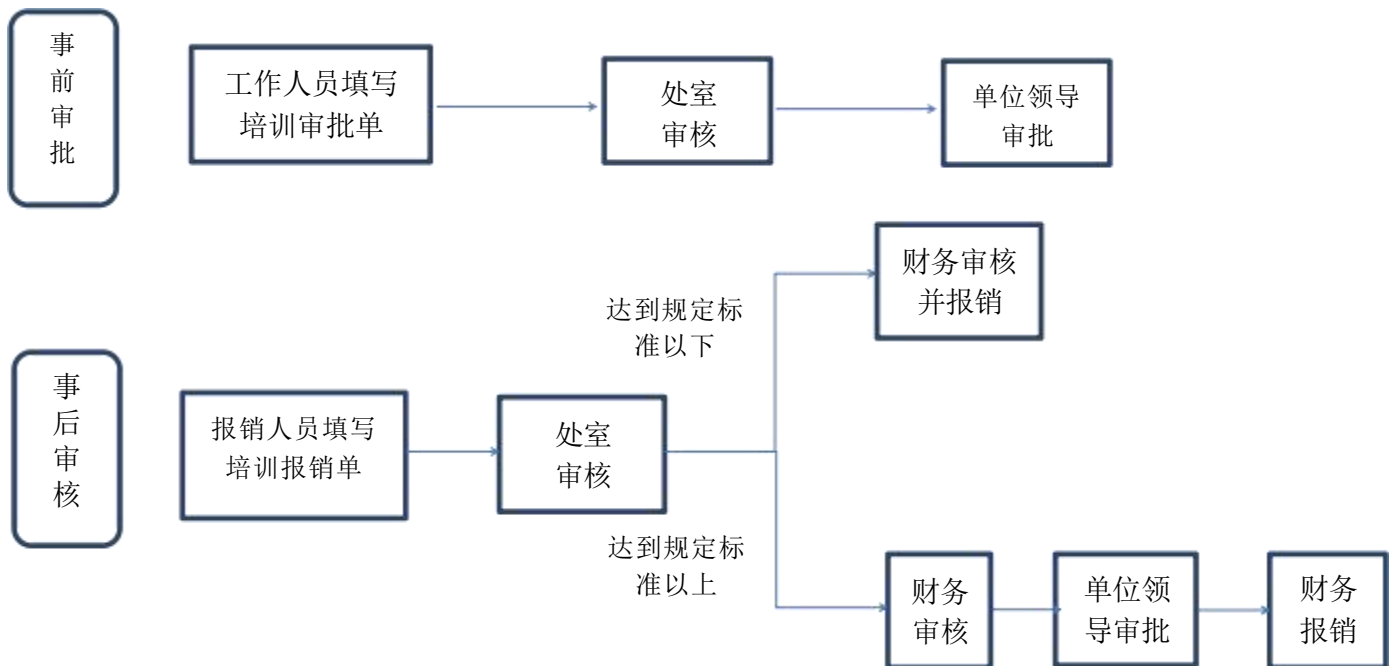 事
前
审
批
工作人员填写
培训审批单
处室
审核
单位领导
审批
财务审核
并报销
达到规定标
准以下
事
后
审
核
报销人员填写
培训报销单
处室
审核
达到规定标
准以上
财务
审核
单位领
导审批
财务
报销